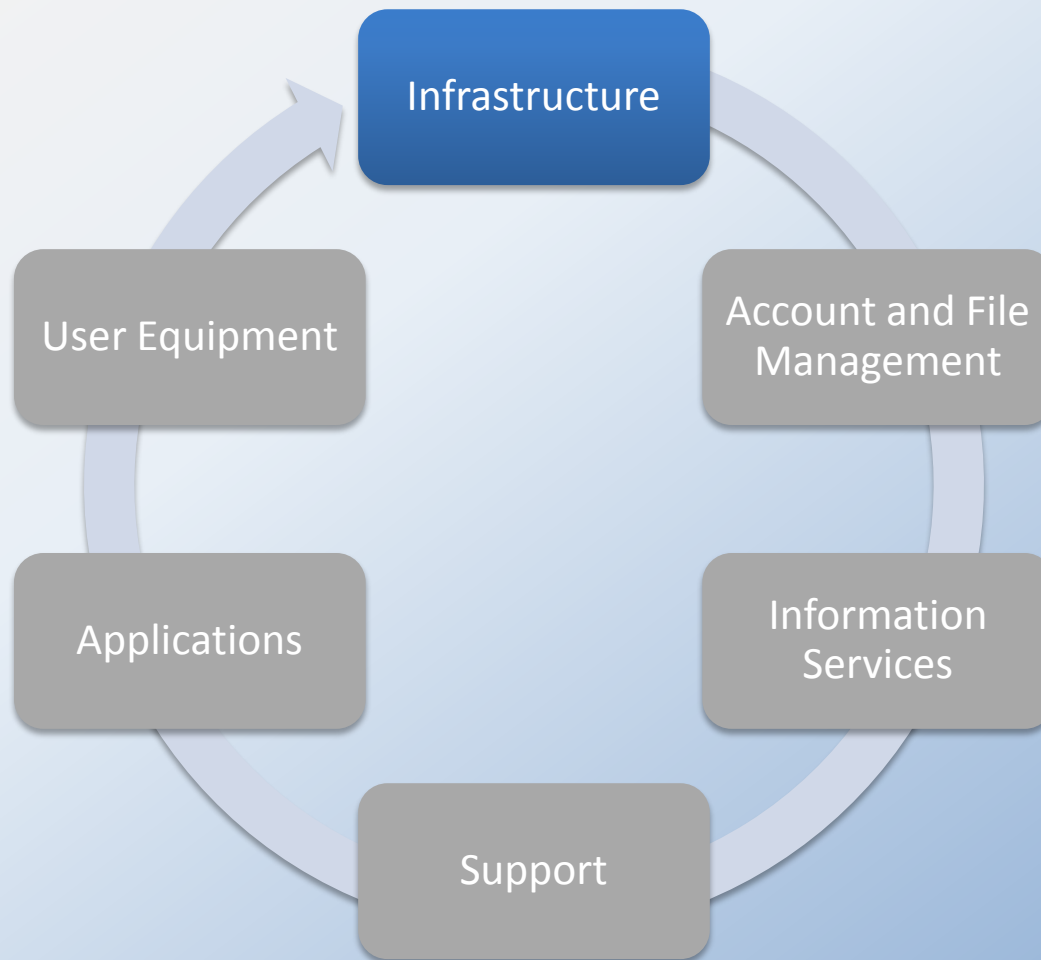 Infrastructure
User Equipment
Account and File
Management
Applications
Information
Services
Support